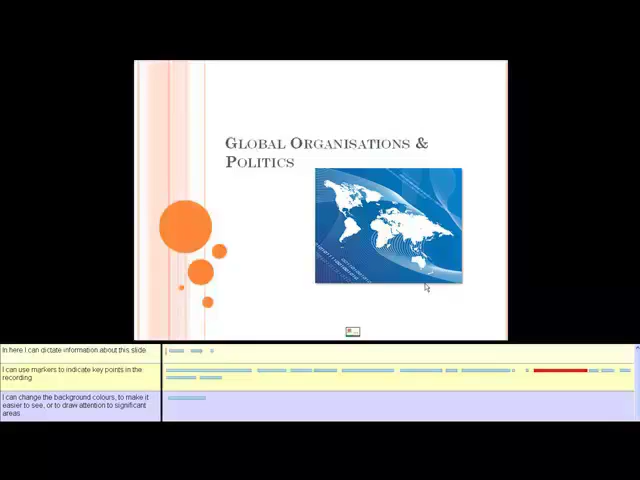 GLOBAL ORGANISATIONS &
POLITICS
In here I can dictate information about this slide.
I can use markers to indicate key points in the
recording
I can change the background colours, to make it
easier to see, or to draw attention to significant
areas